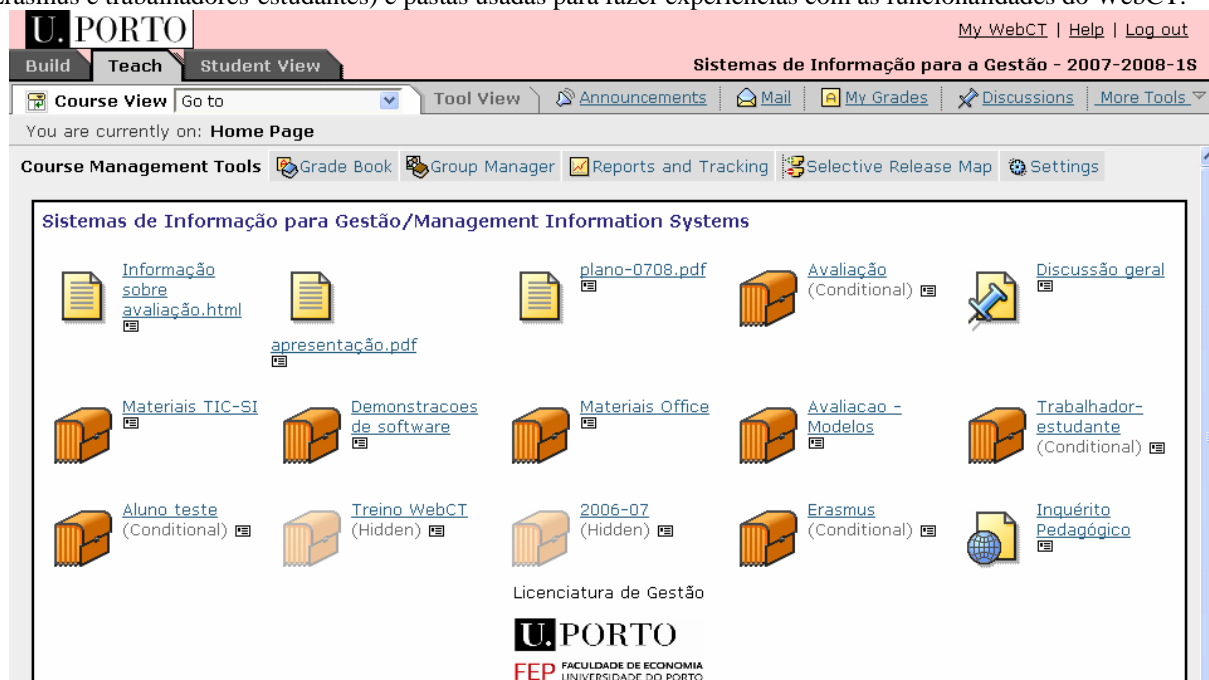 Erasmus e trabalhadores-estudantes) e pastas usadas para fazer experiências com as funcionalidades do WebCT.
U. PORTO
My WebCT | Help | Log out
Build Teach Student View
Sistemas de Informação para a Gestão - 2007-2008-1S
Course View Go to Tool View Announcements Mail My Grades Discussions More Tools
You are currently on: Home Page
Course Management Tools Grade Book Group Manager Reports and Tracking Selective Release Map Settings
Sistemas de Informação para Gestão/Management Information Systems
Informação
sobre
avaliação.html
apresentação.pdf
plano-0708.pdf
Avaliação
(Conditional)
Discussão geral
Materiais TIC-SI
Demonstracoes
de software
Materiais Office
Avaliacao -
Modelos
Trabalhador-
estudante
(Conditional)
Aluno teste
(Conditional)
Treino WebCT
(Hidden)
2006-07
(Hidden)
Erasmus
(Conditional)
Inquérito
Pedagógico
Licenciatura de Gestão
U. PORTO
FEP FACULDADE DE ECONOMIA
UNIVERSIDADE DO PORTO